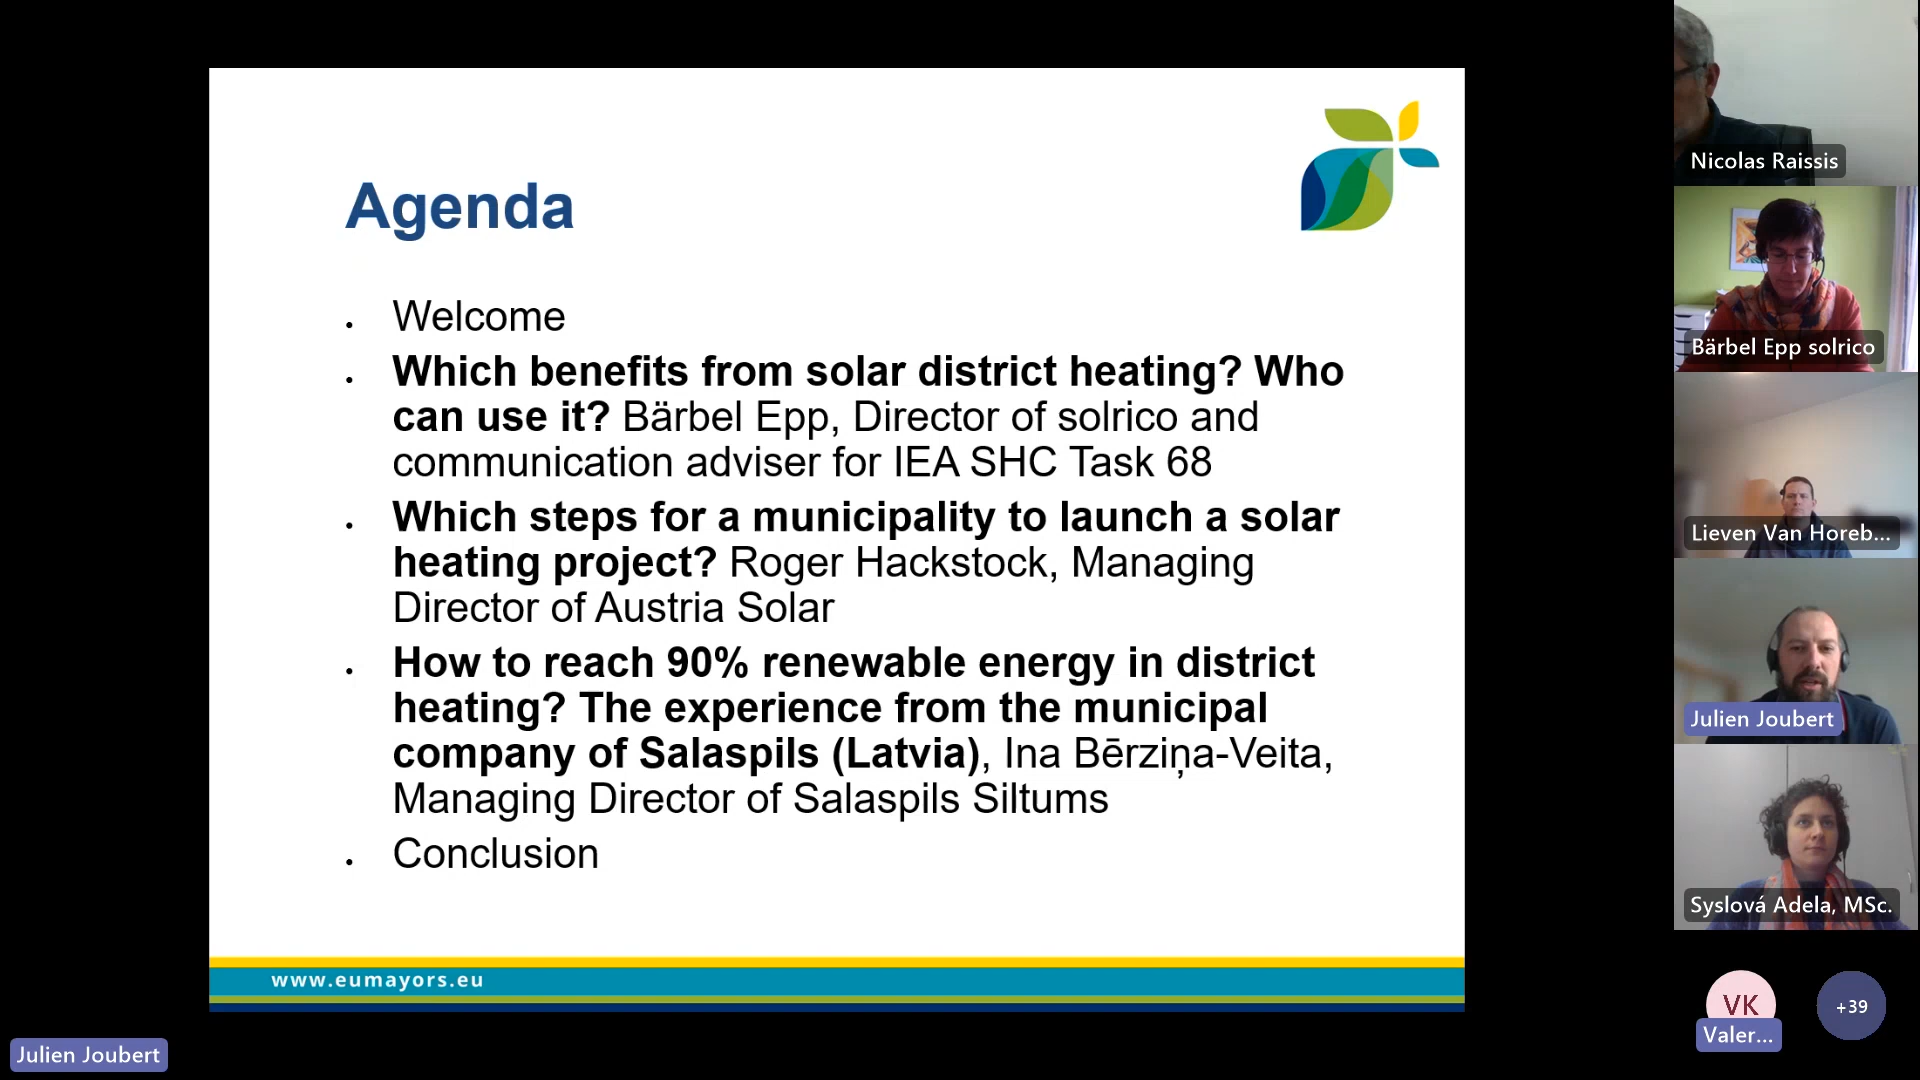 Agenda
Welcome
Which benefits from solar district heating? Who
can use it? Bärbel Epp, Director of solrico and
communication adviser for IEA SHC Task 68
Which steps for a municipality to launch a solar
heating project? Roger Hackstock, Managing
Director of Austria Solar
How to reach 90% renewable energy in district
heating? The experience from the municipal
company of Salaspils (Latvia), Ina Bērziņa-Veita,
Managing Director of Salaspils Siltums
Conclusion
www.eumayors.eu
Julien Joubert
Nicolas Raissis
Bärbel Epp solrico
Lieven Van Horeb...
Julien Joubert
Syslová Adela, MSc.
VK
Valer...
+39